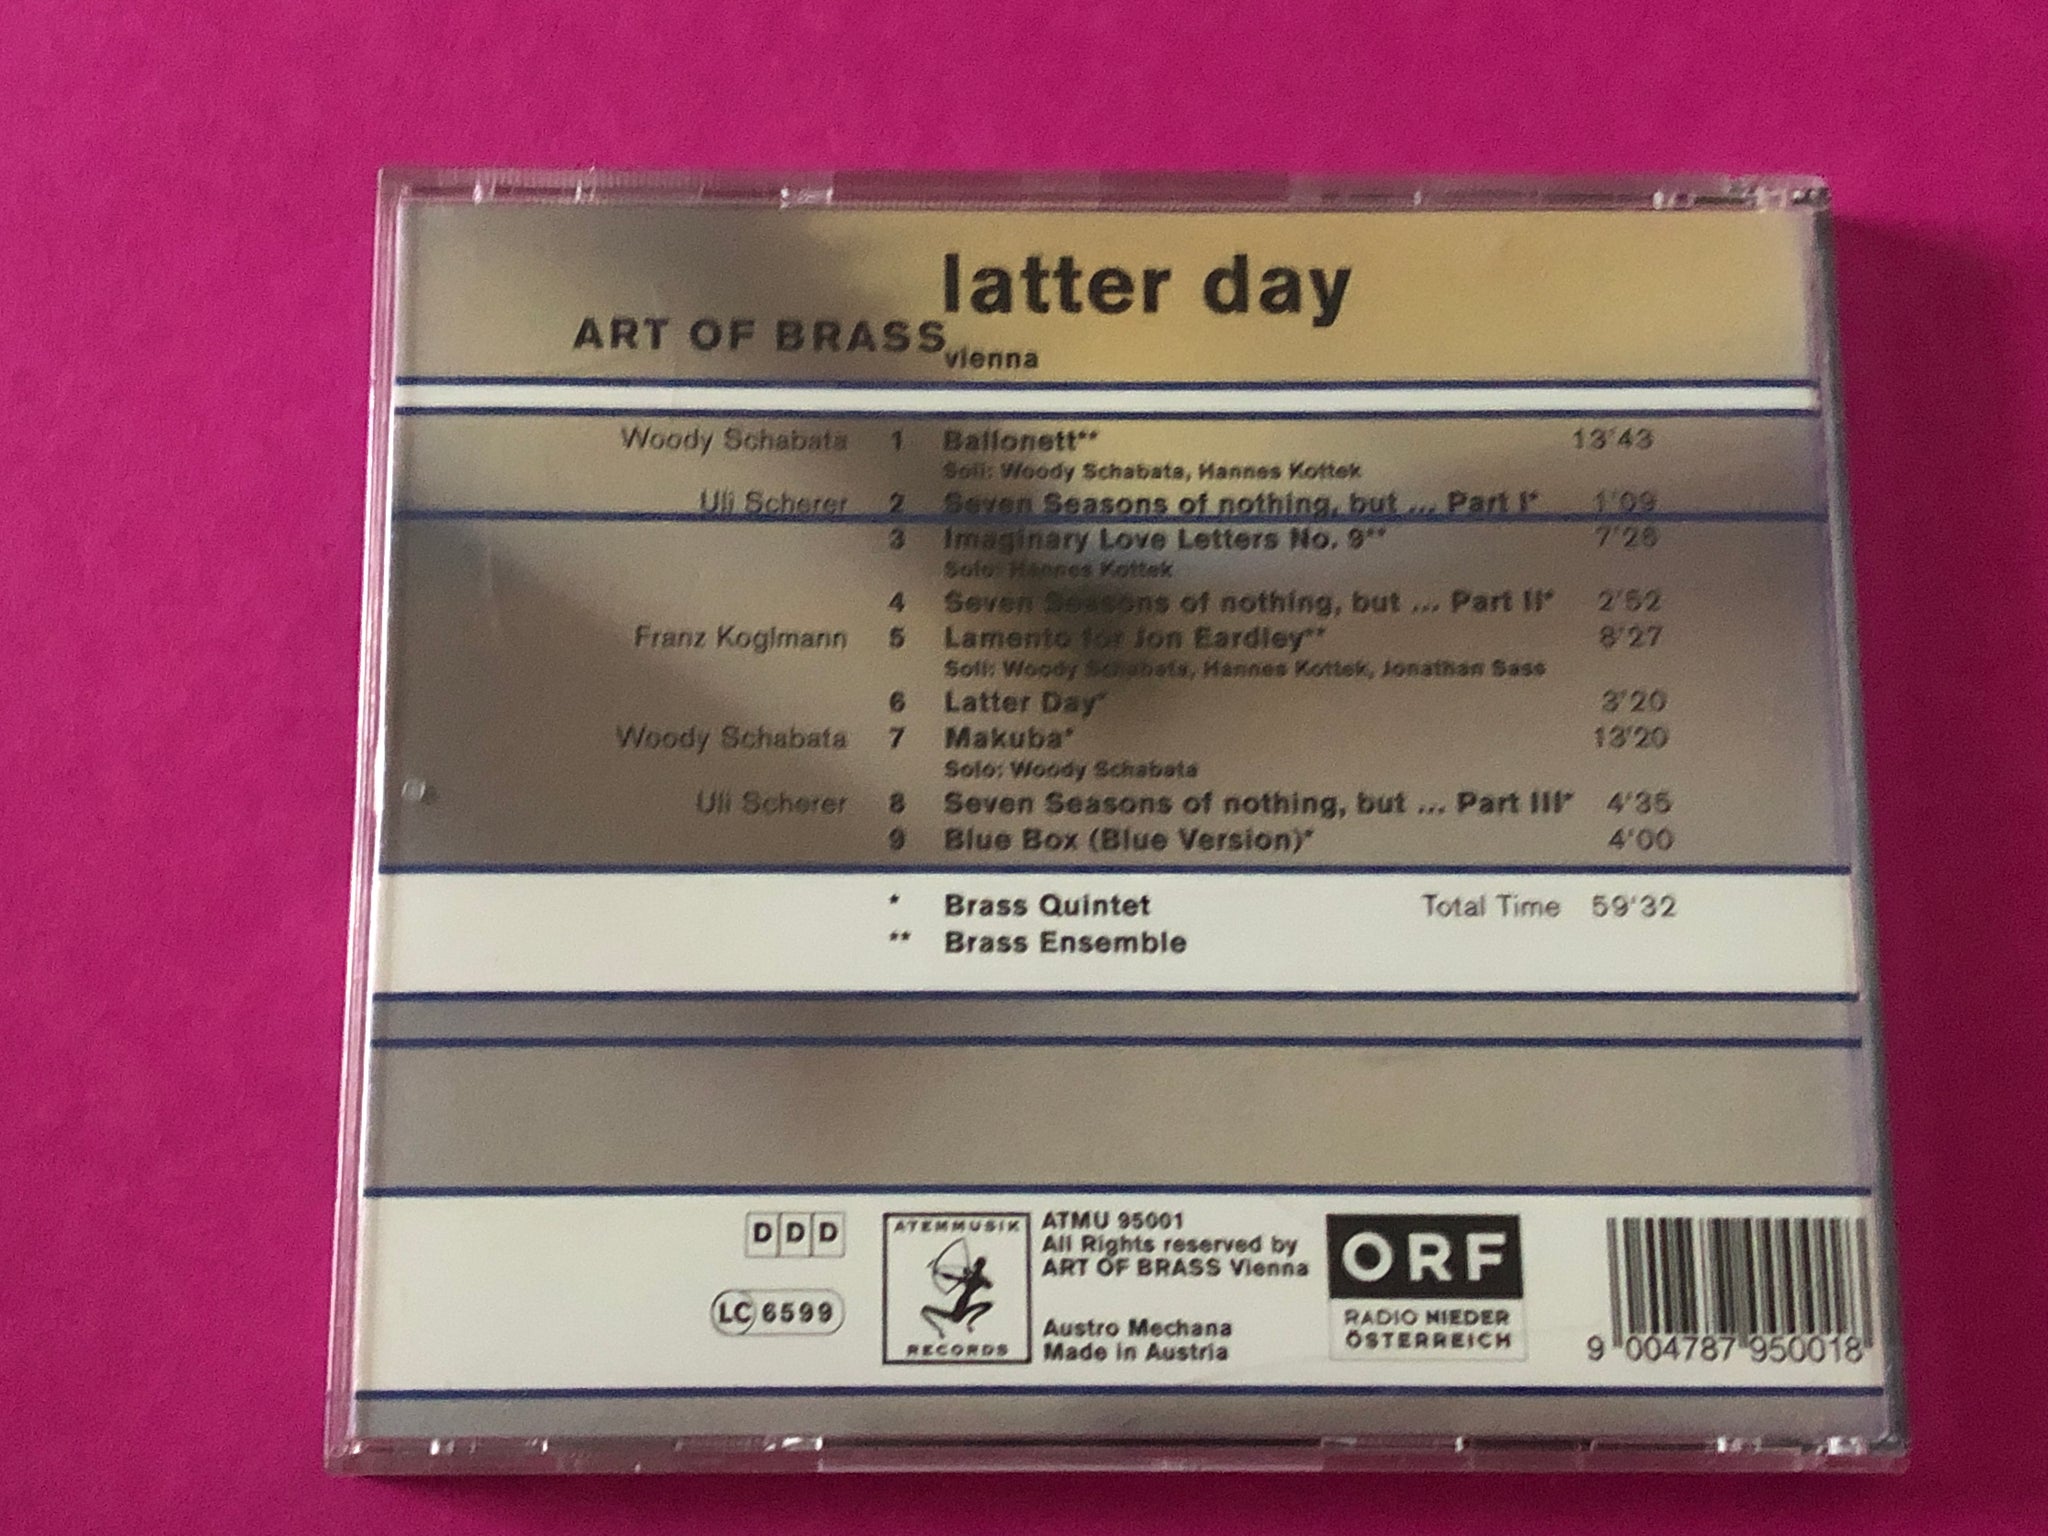 latter day
ART OF BRASS
vienna
Woody Schabata 1 Ballonett** 13'43
Soli: Woody Schabata, Hannes Kottek
Uli Scherer 2 Seven Seasons of nothing, but ... Part I* 1'09
3 Imaginary Love Letters No. 9** 7'26
Solo: Hannes Kottek
4 Seven Seasons of nothing, but ... Part II* 2'52
Franz Koglmann 5 Lamento for Jon Eardley** 8'27
Soli: Woody Schabata, Hannes Kottek, Jonathan Sass
6 Latter Day* 3'20
Woody Schabata 7 Makuba* 13'20
Solo: Woody Schabata
Uli Scherer 8 Seven Seasons of nothing, but ... Part III* 4'35
9 Blue Box (Blue Version)* 4'00
* Brass Quintet Total Time 59'32
** Brass Ensemble
DDD
LC 6599
ATEMMUSIK
RECORDS
ATMU 95001
All Rights reserved by
ART OF BRASS Vienna
Austro Mechana
Made in Austria
ORF
RADIO NIEDER
ÖSTERREICH
9 004787 950018